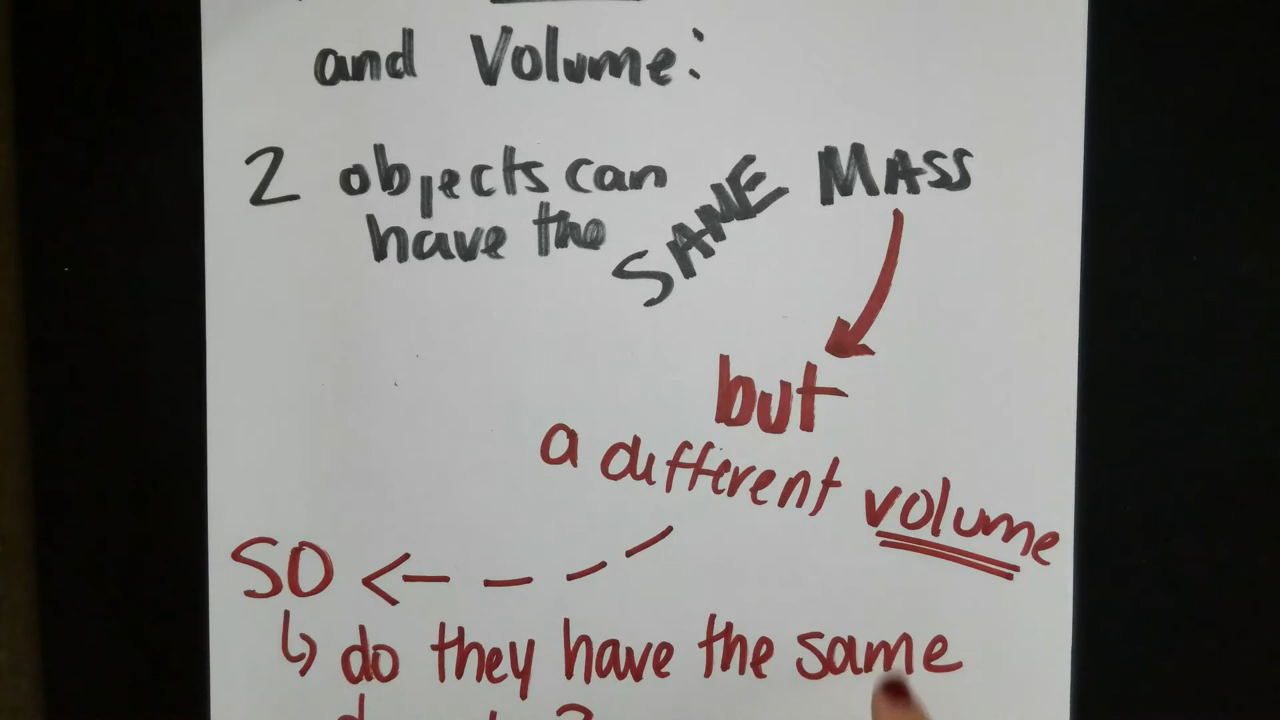 and Volume:
2 objects can
have the SAME MASS
but
a different volume
SO
do they have the same